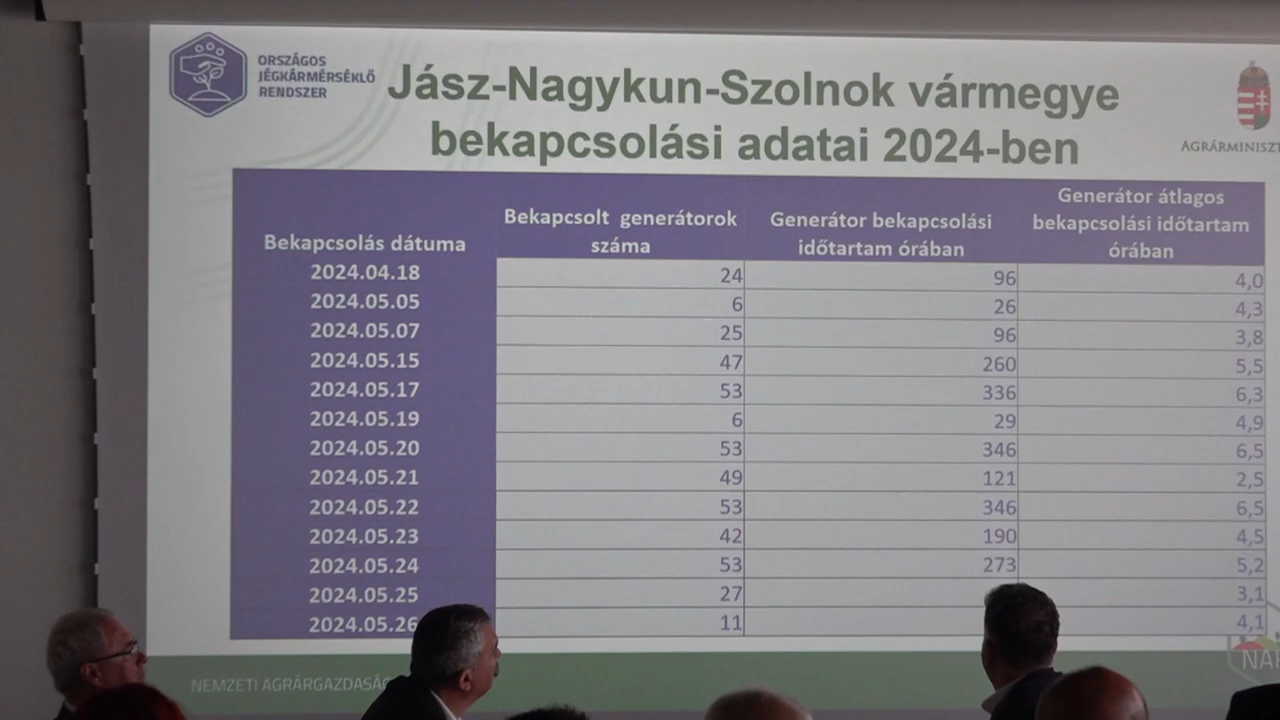 ORSZÁGOS
JÉGKÁRMÉRSÉKLŐ
RENDSZER
Jász-Nagykun-Szolnok vármegye
bekapcsolási adatai 2024-ben
Bekapcsolás dátuma
Bekapcsolt generátorok
száma
Generátor bekapcsolási
időtartam órában
Generátor átlagos
bekapcsolási időtartam
órában
2024.04.18 24 96 4,0
2024.05.05 6 26 4,3
2024.05.07 25 96 3,8
2024.05.15 47 260 5,5
2024.05.17 53 336 6,3
2024.05.19 6 29 4,9
2024.05.20 53 346 6,5
2024.05.21 49 121 2,5
2024.05.22 53 346 6,5
2024.05.23 42 190 4,5
2024.05.24 53 273 5,2
2024.05.25 27 3,1
2024.05.26 11 4,1
NEMZETI